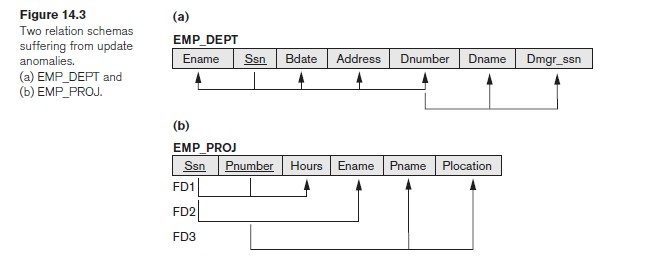 Figure 14.3
Two relation schemas
suffering from update
anomalies.
(a) EMP_DEPT and
(b) EMP_PROJ.
(a)
EMP_DEPT
Ename Ssn Bdate Address Dnumber Dname Dmgr_ssn
(b)
EMP_PROJ
Ssn Pnumber Hours Ename Pname Plocation
FD1
FD2
FD3